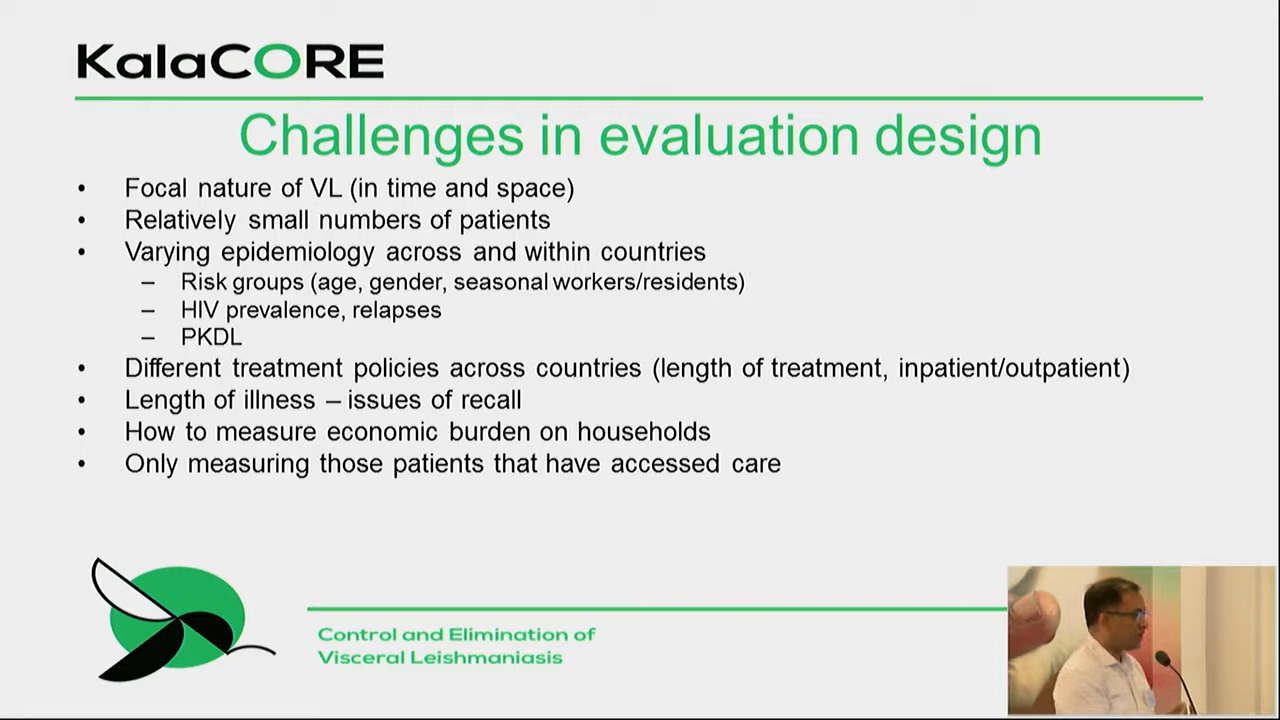 KalaCORE
Challenges in evaluation design
• Focal nature of VL (in time and space)
• Relatively small numbers of patients
• Varying epidemiology across and within countries
– Risk groups (age, gender, seasonal workers/residents)
– HIV prevalence, relapses
– PKDL
• Different treatment policies across countries (length of treatment, inpatient/outpatient)
• Length of illness – issues of recall
• How to measure economic burden on households
• Only measuring those patients that have accessed care
Control and Elimination of
Visceral Leishmaniasis